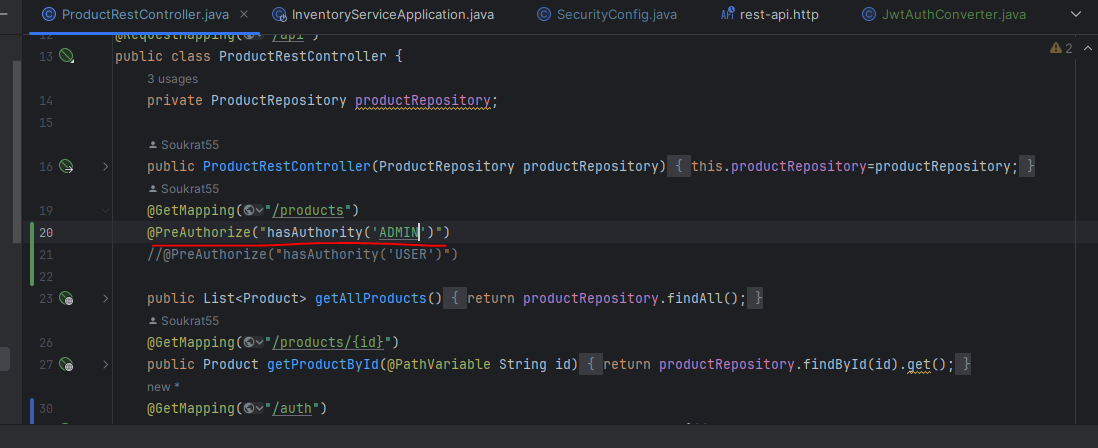 ProductRestController.java InventoryServiceApplication.java SecurityConfig.java API rest-api.http JwtAuthConverter.java
12 @RequestMapping("/api")
13 public class ProductRestController { 2
3 usages
14 private ProductRepository productRepository;
15
Soukrat55
16 public ProductRestController(ProductRepository productRepository) { this.productRepository=productRepository; }
Soukrat55
19 @GetMapping("/products")
20 @PreAuthorize("hasAuthority('ADMIN')")
21 //@PreAuthorize("hasAuthority('USER')")
22
23 public List<Product> getAllProducts() { return productRepository.findAll(); }
Soukrat55
26 @GetMapping("/products/{id}")
27 public Product getProductById(@PathVariable String id) { return productRepository.findById(id).get(); }
new *
30 @GetMapping("/auth")